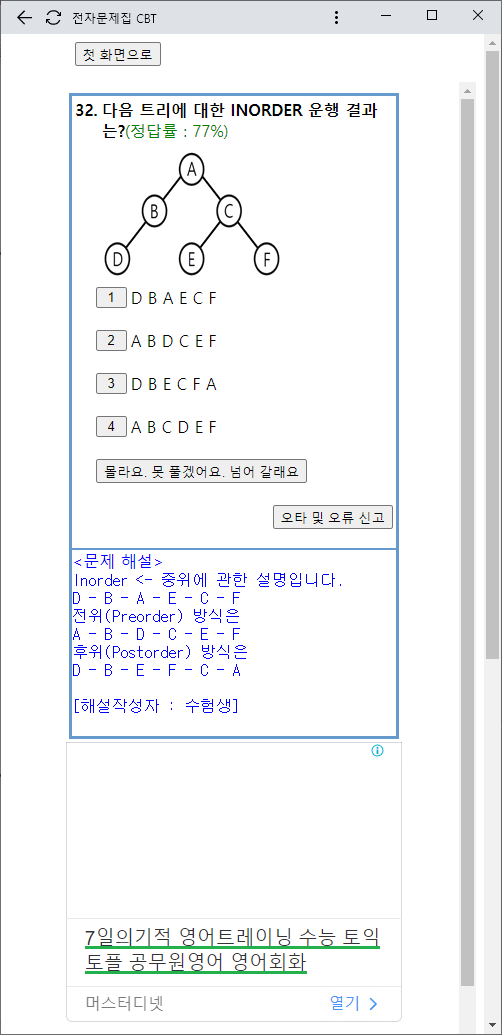 전자문제집 CBT
첫 화면으로
32. 다음 트리에 대한 INORDER 운행 결과
는?(정답률 : 77%)
A
B C
D E F
1 D B A E C F
2 A B D C E F
3 D B E C F A
4 A B C D E F
몰라요. 못 풀겠어요. 넘어 갈래요
오타 및 오류 신고
<문제 해설>
Inorder <- 중위에 관한 설명입니다.
D - B - A - E - C - F
전위(Preorder) 방식은
A - B - D - C - E - F
후위(Postorder) 방식은
D - B - E - F - C - A
[해설작성자 : 수험생]
7일의기적 영어트레이닝 수능 토익
토플 공무원영어 영어회화
머스터디넷 열기